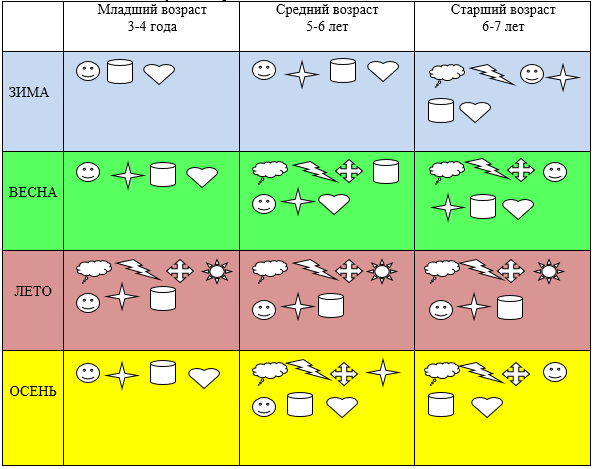 Младший возраст
3-4 года
Средний возраст
5-6 лет
Старший возраст
6-7 лет
ЗИМА
ВЕСНА
ЛЕТО
ОСЕНЬ